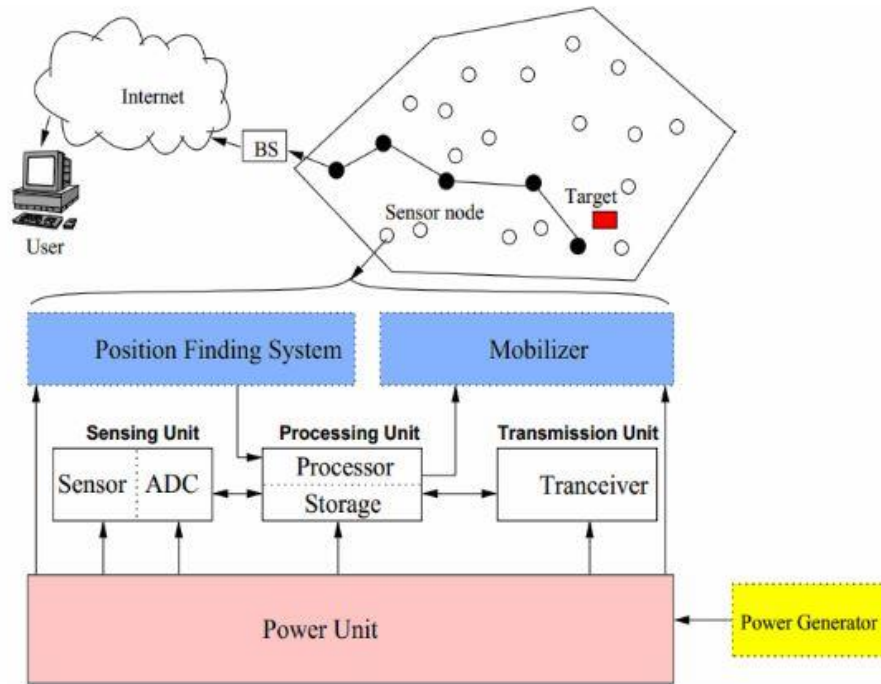 Internet
BS
Target
Sensor node
User
Position Finding System
Mobilizer
Sensing Unit
Processing Unit
Transmission Unit
Sensor
ADC
Processor
Storage
Tranceiver
Power Unit
Power Generator